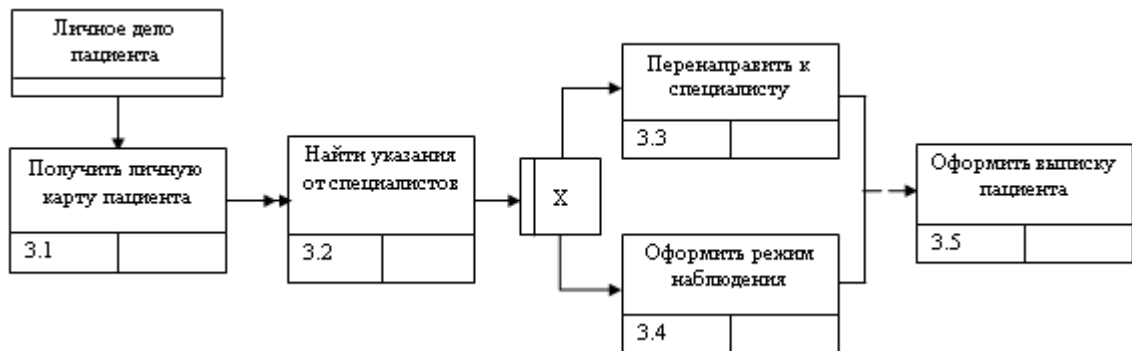 Личное дело
пациента
Получить личную
карту пациента
3.1
Найти указания
от специалистов
3.2
X
Перенаправить к
специалисту
3.3
Оформить режим
наблюдения
3.4
Оформить выписку
пациента
3.5